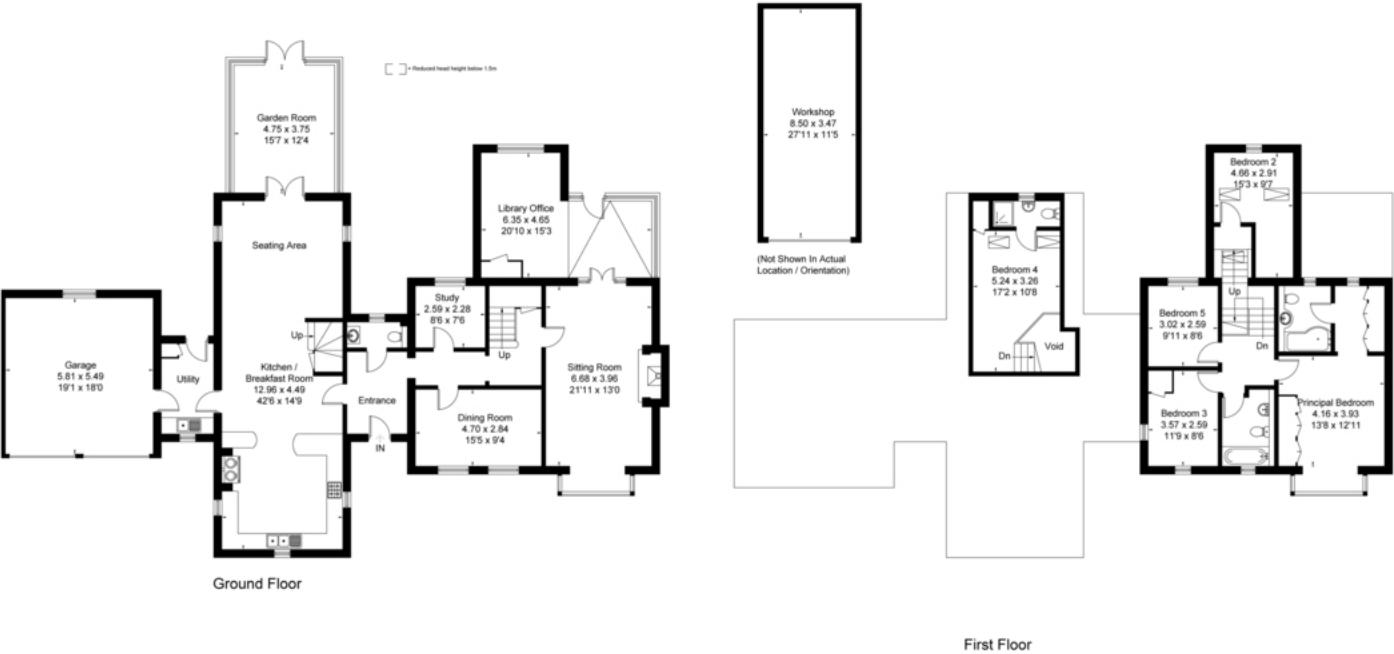 Garden Room
4.75 x 3.75
15'7 x 12'4
= Reduced head height below 1.5m
Seating Area
Library Office
6.35 x 4.65
20'10 x 15'3
Study
2.59 x 2.28
8'6 x 7'6
Garage
5.81 x 5.49
19'1 x 18'0
Utility
Up
Kitchen /
Breakfast Room
12.96 x 4.49
42'6 x 14'9
Up
Sitting Room
6.68 x 3.96
21'11 x 13'0
Entrance
Dining Room
4.70 x 2.84
15'5 x 9'4
IN
Ground Floor
Workshop
8.50 x 3.47
27'11 x 11'5
(Not Shown In Actual
Location / Orientation)
Bedroom 2
4.66 x 2.91
15'3 x 9'7
Bedroom 4
5.24 x 3.26
17'2 x 10'8
Dn
Void
Up
Bedroom 5
3.02 x 2.59
9'11 x 8'6
Dn
Bedroom 3
3.57 x 2.59
11'9 x 8'6
Principal Bedroom
4.16 x 3.93
13'8 x 12'11
First Floor